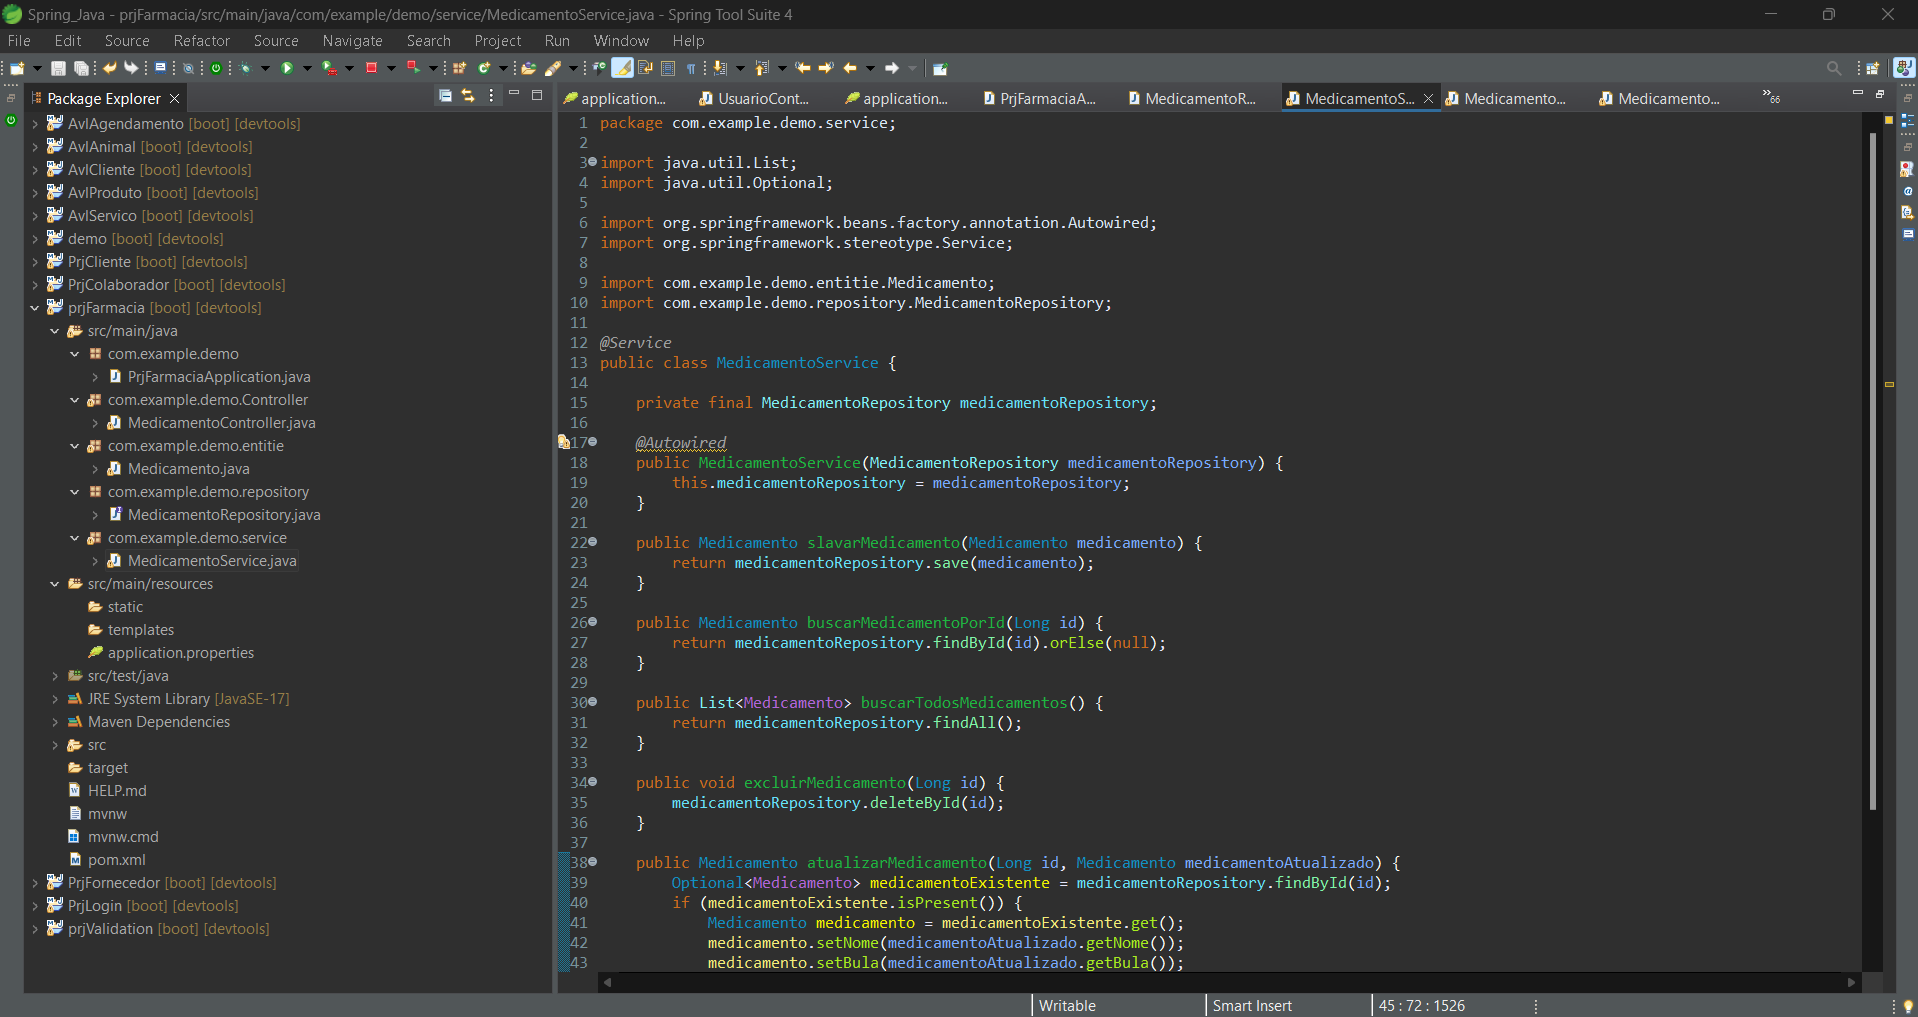 Spring_Java - prjFarmacia/src/main/java/com/example/demo/service/MedicamentoService.java - Spring Tool Suite 4
File Edit Source Refactor Source Navigate Search Project Run Window Help
Package Explorer
AvlAgendamento [boot] [devtools]
AvlAnimal [boot] [devtools]
AvlCliente [boot] [devtools]
AvlProduto [boot] [devtools]
AvlServico [boot] [devtools]
demo [boot] [devtools]
PrjCliente [boot] [devtools]
PrjColaborador [boot] [devtools]
prjFarmacia [boot] [devtools]
src/main/java
com.example.demo
PrjFarmaciaApplication.java
com.example.demo.Controller
MedicamentoController.java
com.example.demo.entitie
Medicamento.java
com.example.demo.repository
MedicamentoRepository.java
com.example.demo.service
MedicamentoService.java
src/main/resources
static
templates
application.properties
src/test/java
JRE System Library [JavaSE-17]
Maven Dependencies
src
target
HELP.md
mvnw
mvnw.cmd
pom.xml
PrjFornecedor [boot] [devtools]
PrjLogin [boot] [devtools]
prjValidation [boot] [devtools]
application... UsuarioCont... application... PrjFarmaciaA... MedicamentoR... MedicamentoS... Medicamento... Medicamento... »66
1 package com.example.demo.service;
2
3 import java.util.List;
4 import java.util.Optional;
5
6 import org.springframework.beans.factory.annotation.Autowired;
7 import org.springframework.stereotype.Service;
8
9 import com.example.demo.entitie.Medicamento;
10 import com.example.demo.repository.MedicamentoRepository;
11
12 @Service
13 public class MedicamentoService {
14
15 private final MedicamentoRepository medicamentoRepository;
16
17 @Autowired
18 public MedicamentoService(MedicamentoRepository medicamentoRepository) {
19 this.medicamentoRepository = medicamentoRepository;
20 }
21
22 public Medicamento slavarMedicamento(Medicamento medicamento) {
23 return medicamentoRepository.save(medicamento);
24 }
25
26 public Medicamento buscarMedicamentoPorId(Long id) {
27 return medicamentoRepository.findById(id).orElse(null);
28 }
29
30 public List<Medicamento> buscarTodosMedicamentos() {
31 return medicamentoRepository.findAll();
32 }
33
34 public void excluirMedicamento(Long id) {
35 medicamentoRepository.deleteById(id);
36 }
37
38 public Medicamento atualizarMedicamento(Long id, Medicamento medicamentoAtualizado) {
39 Optional<Medicamento> medicamentoExistente = medicamentoRepository.findById(id);
40 if (medicamentoExistente.isPresent()) {
41 Medicamento medicamento = medicamentoExistente.get();
42 medicamento.setNome(medicamentoAtualizado.getNome());
43 medicamento.setBula(medicamentoAtualizado.getBula());
Writable Smart Insert 45 : 72 : 1526